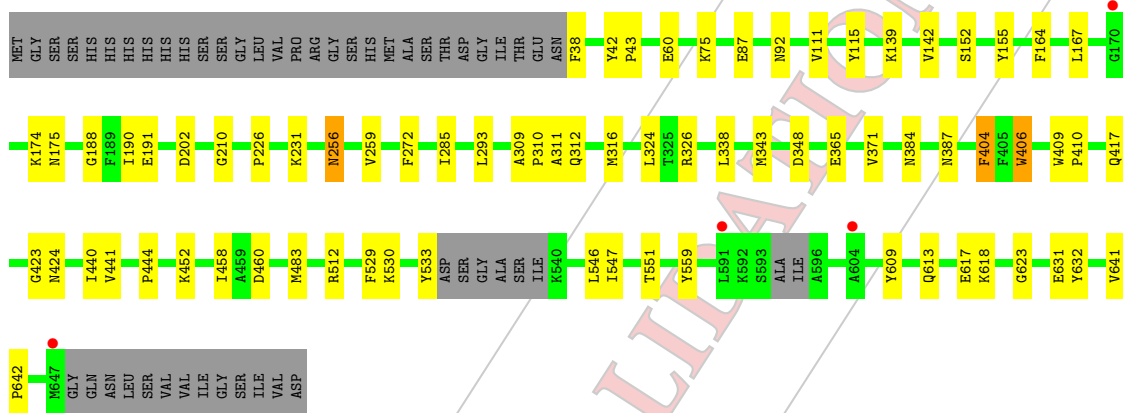 MET GLY SER SER HIS HIS HIS HIS HIS HIS SER SER GLY LEU VAL PRO ARG GLY SER HIS MET ALA SER THR ASP GLY ILE THR GLU ASN F38 Y42 P43 E60 K75 E87 N92 V111 Y115 K139 V142 S152 Y155 F164 L167 G170
K174 N175 G188 F189 I190 E191 D202 G210 P226 K231 N256 V259 F272 I285 L293 A309 P310 A311 Q312 M316 L324 T325 R326 L338 M343 D348 E365 V371 N384 N387 F404 F405 W406 W409 P410 Q417
G423 N424 I440 V441 P444 K452 I458 A459 D460 M483 R512 F529 K530 Y533 ASP SER GLY ALA SER ILE K540 L546 I547 T551 Y559 L591 K592 S593 ALA ILE A596 A604 Y609 Q613 E617 K618 G623 E631 Y632 V641
P642 M647 GLY GLN ASN LEU SER VAL VAL ILE GLY SER ILE VAL ASP